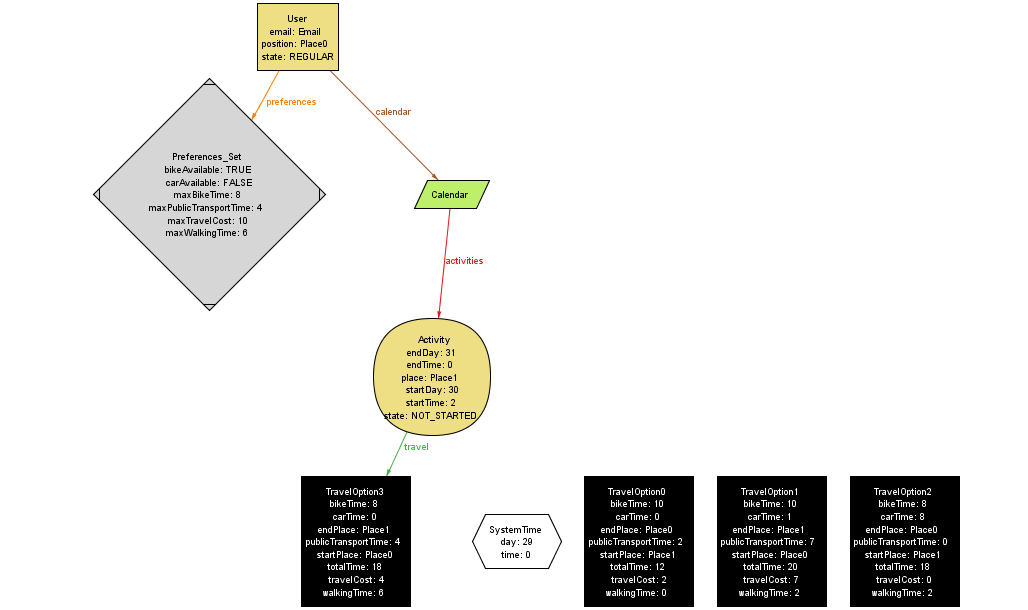 User
email: Email
position: Place0
state: REGULAR
preferences
calendar
Preferences_Set
bikeAvailable: TRUE
carAvailable: FALSE
maxBikeTime: 8
maxPublicTransportTime: 4
maxTravelCost: 10
maxWalkingTime: 6
Calendar
activities
Activity
endDay: 31
endTime: 0
place: Place1
startDay: 30
startTime: 2
state: NOT_STARTED
travel
TravelOption3
bikeTime: 8
carTime: 0
endPlace: Place1
publicTransportTime: 4
startPlace: Place0
totalTime: 18
travelCost: 4
walkingTime: 6
SystemTime
day: 29
time: 0
TravelOption0
bikeTime: 10
carTime: 0
endPlace: Place0
publicTransportTime: 2
startPlace: Place1
totalTime: 12
travelCost: 2
walkingTime: 0
TravelOption1
bikeTime: 10
carTime: 1
endPlace: Place1
publicTransportTime: 7
startPlace: Place0
totalTime: 20
travelCost: 7
walkingTime: 2
TravelOption2
bikeTime: 8
carTime: 8
endPlace: Place0
publicTransportTime: 0
startPlace: Place1
totalTime: 18
travelCost: 0
walkingTime: 2